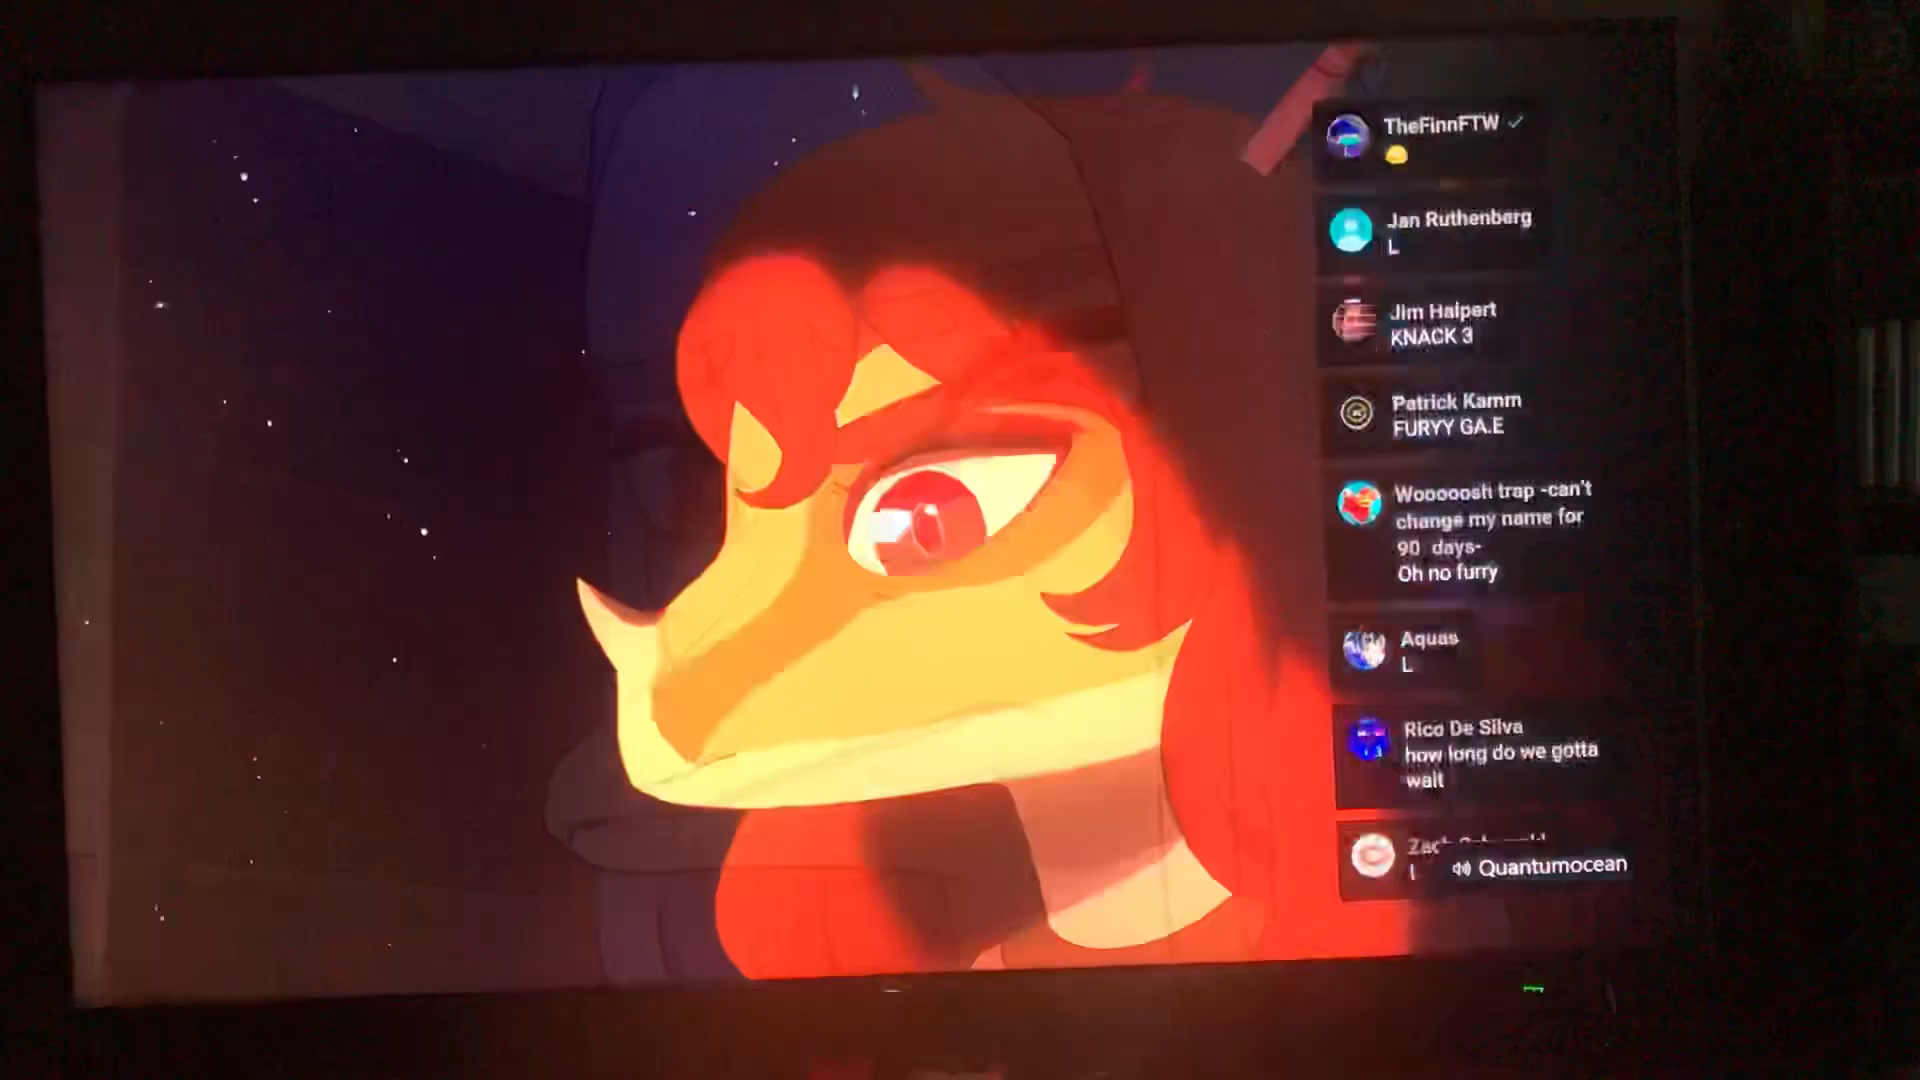 TheFinnFTW
Jan Ruthenberg
L
Jim Halpert
KNACK 3
Patrick Kamm
FURYY GA.E
Wooooosh trap -can't
change my name for
90 days-
Oh no furry
Aquas
L
Rico De Silva
how long do we gotta
wait
Quantumocean